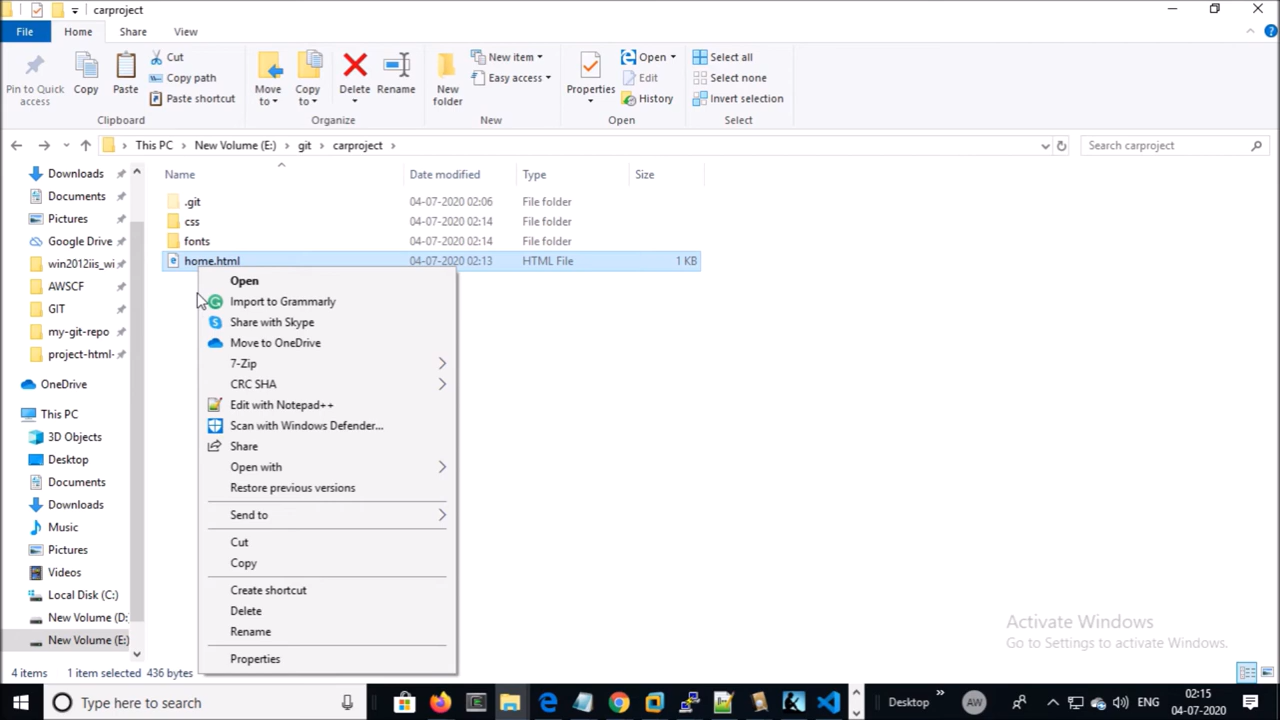 carproject
File Home Share View
Pin to Quick access
Copy
Paste
Cut
Copy path
Paste shortcut
Clipboard
Move to
Copy to
Delete
Rename
Organize
New folder
New item
Easy access
New
Properties
Open
Edit
History
Open
Select all
Select none
Invert selection
Select
This PC New Volume (E:) git carproject
Search carproject
Name Date modified Type Size
.git 04-07-2020 02:06 File folder
css 04-07-2020 02:14 File folder
fonts 04-07-2020 02:14 File folder
home.html 04-07-2020 02:13 HTML File 1 KB
Downloads
Documents
Pictures
Google Drive
win2012iis_wi
AWSCF
GIT
my-git-repo
project-html-
OneDrive
This PC
3D Objects
Desktop
Documents
Downloads
Music
Pictures
Videos
Local Disk (C:)
New Volume (D:
New Volume (E:)
Open
Import to Grammarly
Share with Skype
Move to OneDrive
7-Zip
CRC SHA
Edit with Notepad++
Scan with Windows Defender...
Share
Open with
Restore previous versions
Send to
Cut
Copy
Create shortcut
Delete
Rename
Properties
Activate Windows
Go to Settings to activate Windows.
4 items 1 item selected 436 bytes
Type here to search
Desktop
AW
ENG
02:15
04-07-2020